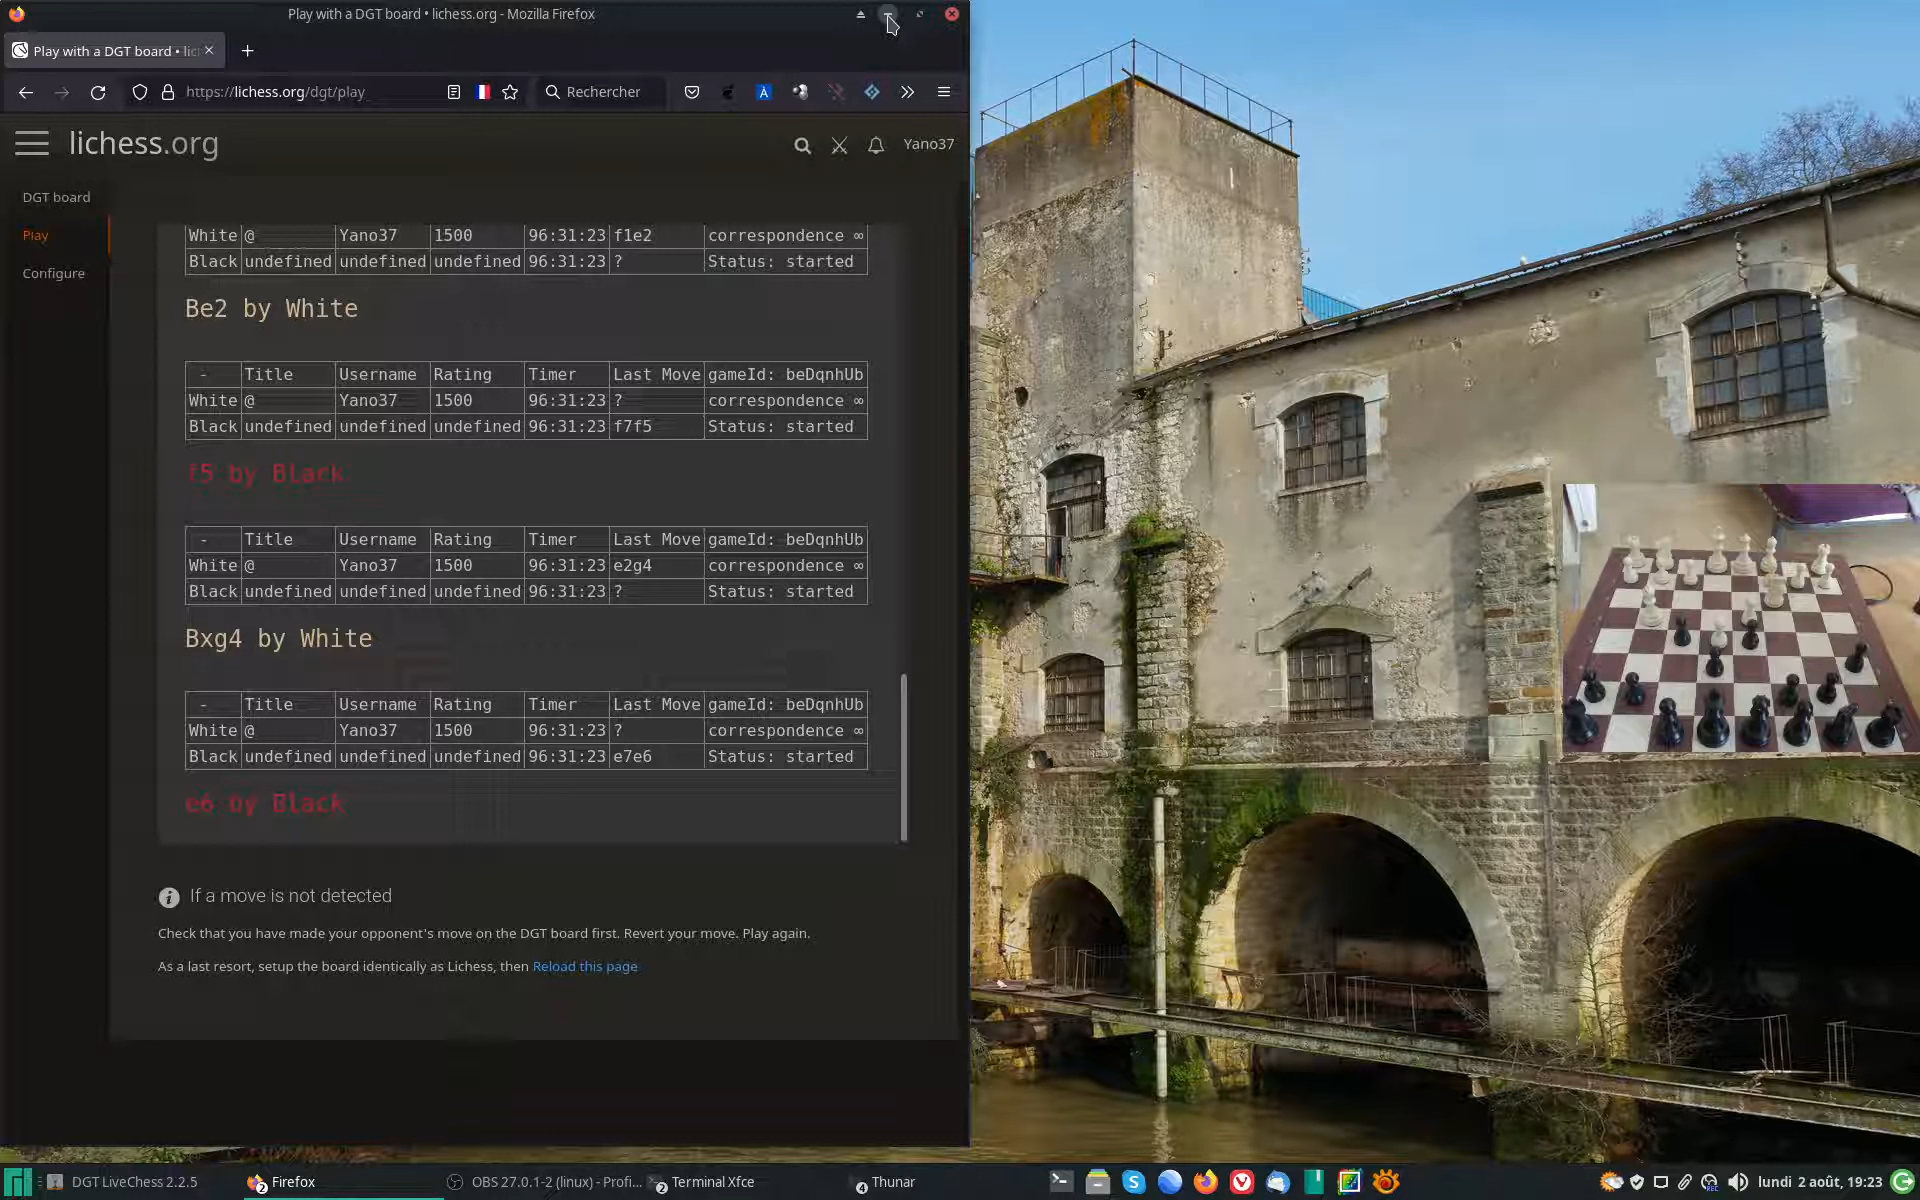 Play with a DGT board • lichess.org - Mozilla Firefox
Play with a DGT board • lic
https://lichess.org/dgt/play
Rechercher
lichess.org
Yano37
DGT board
Play
Configure
White @ Yano37 1500 96:31:23 f1e2 correspondence ∞
Black undefined undefined undefined 96:31:23 ? Status: started
Be2 by White
- Title Username Rating Timer Last Move gameId: beDqnhUb
White @ Yano37 1500 96:31:23 ? correspondence ∞
Black undefined undefined undefined 96:31:23 f7f5 Status: started
f5 by Black
- Title Username Rating Timer Last Move gameId: beDqnhUb
White @ Yano37 1500 96:31:23 e2g4 correspondence ∞
Black undefined undefined undefined 96:31:23 ? Status: started
Bxg4 by White
- Title Username Rating Timer Last Move gameId: beDqnhUb
White @ Yano37 1500 96:31:23 ? correspondence ∞
Black undefined undefined undefined 96:31:23 e7e6 Status: started
e6 by Black
If a move is not detected
Check that you have made your opponent's move on the DGT board first. Revert your move. Play again.
As a last resort, setup the board identically as Lichess, then Reload this page
DGT LiveChess 2.2.5
2 Firefox
OBS 27.0.1-2 (linux) - Profi...
2 Terminal Xfce
4 Thunar
lundi 2 août, 19:23